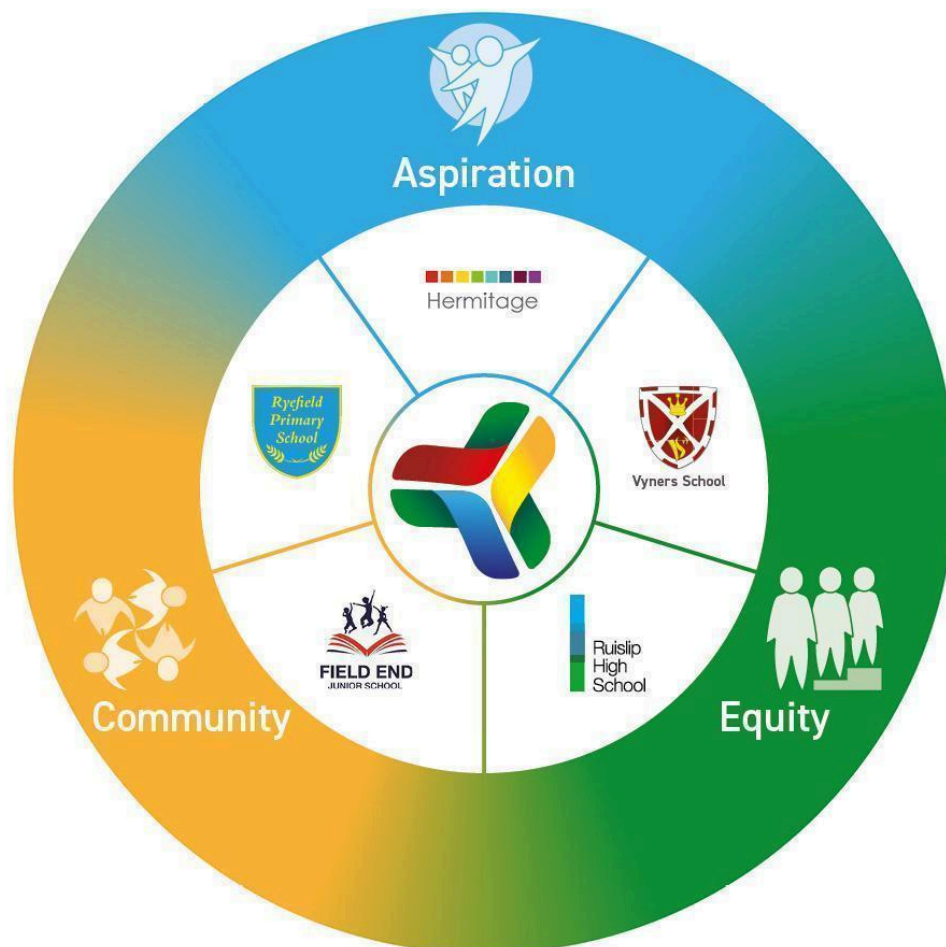 Aspiration
Hermitage
Ryefield
Primary
School
Vyners School
FIELD END
JUNIOR SCHOOL
Ruislip
High
School
Community
Equity